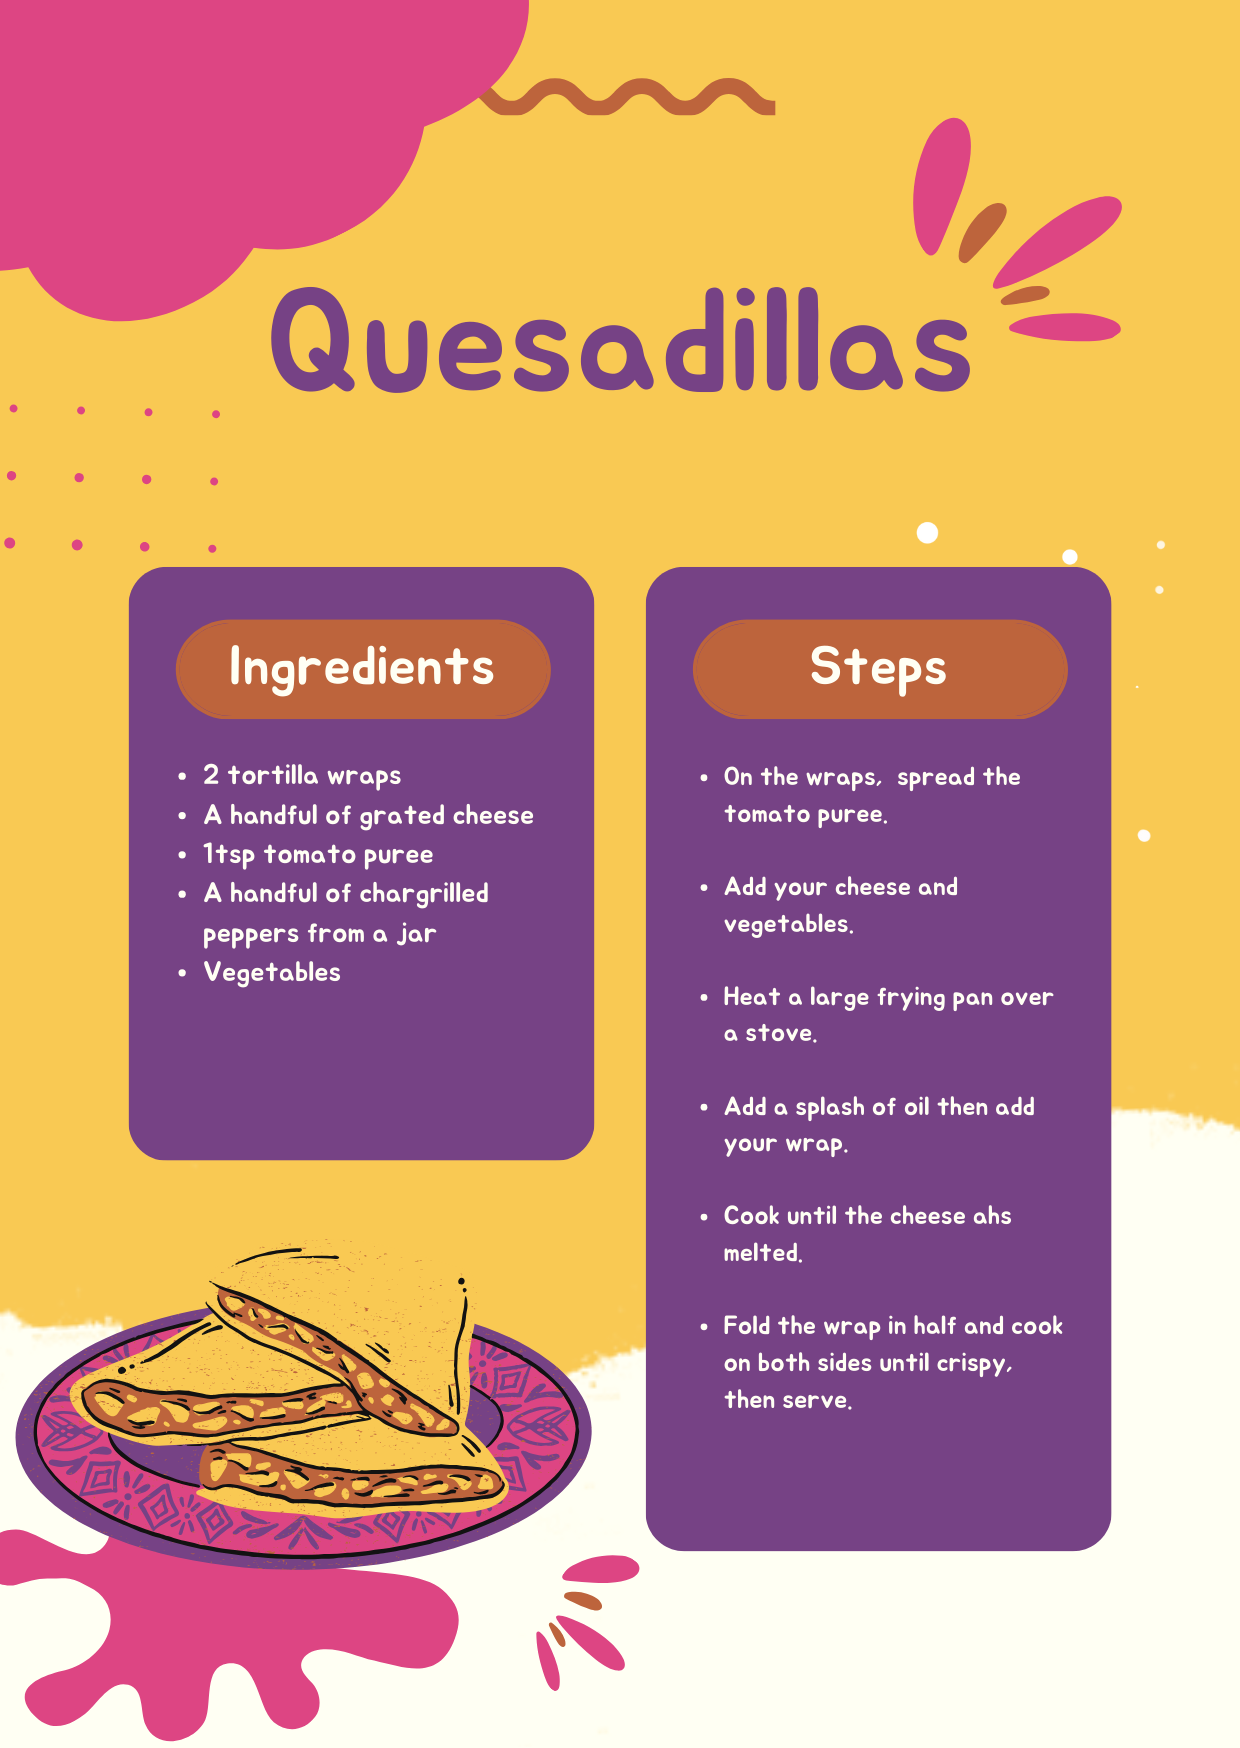 Quesadillas
Ingredients
• 2 tortilla wraps
• A handful of grated cheese
• 1tsp tomato puree
• A handful of chargrilled
peppers from a jar
• Vegetables
Steps
• On the wraps,  spread the
tomato puree.
• Add your cheese and
vegetables.
• Heat a large frying pan over
a stove.
• Add a splash of oil then add
your wrap.
• Cook until the cheese ahs
melted.
• Fold the wrap in half and cook
on both sides until crispy,
then serve.